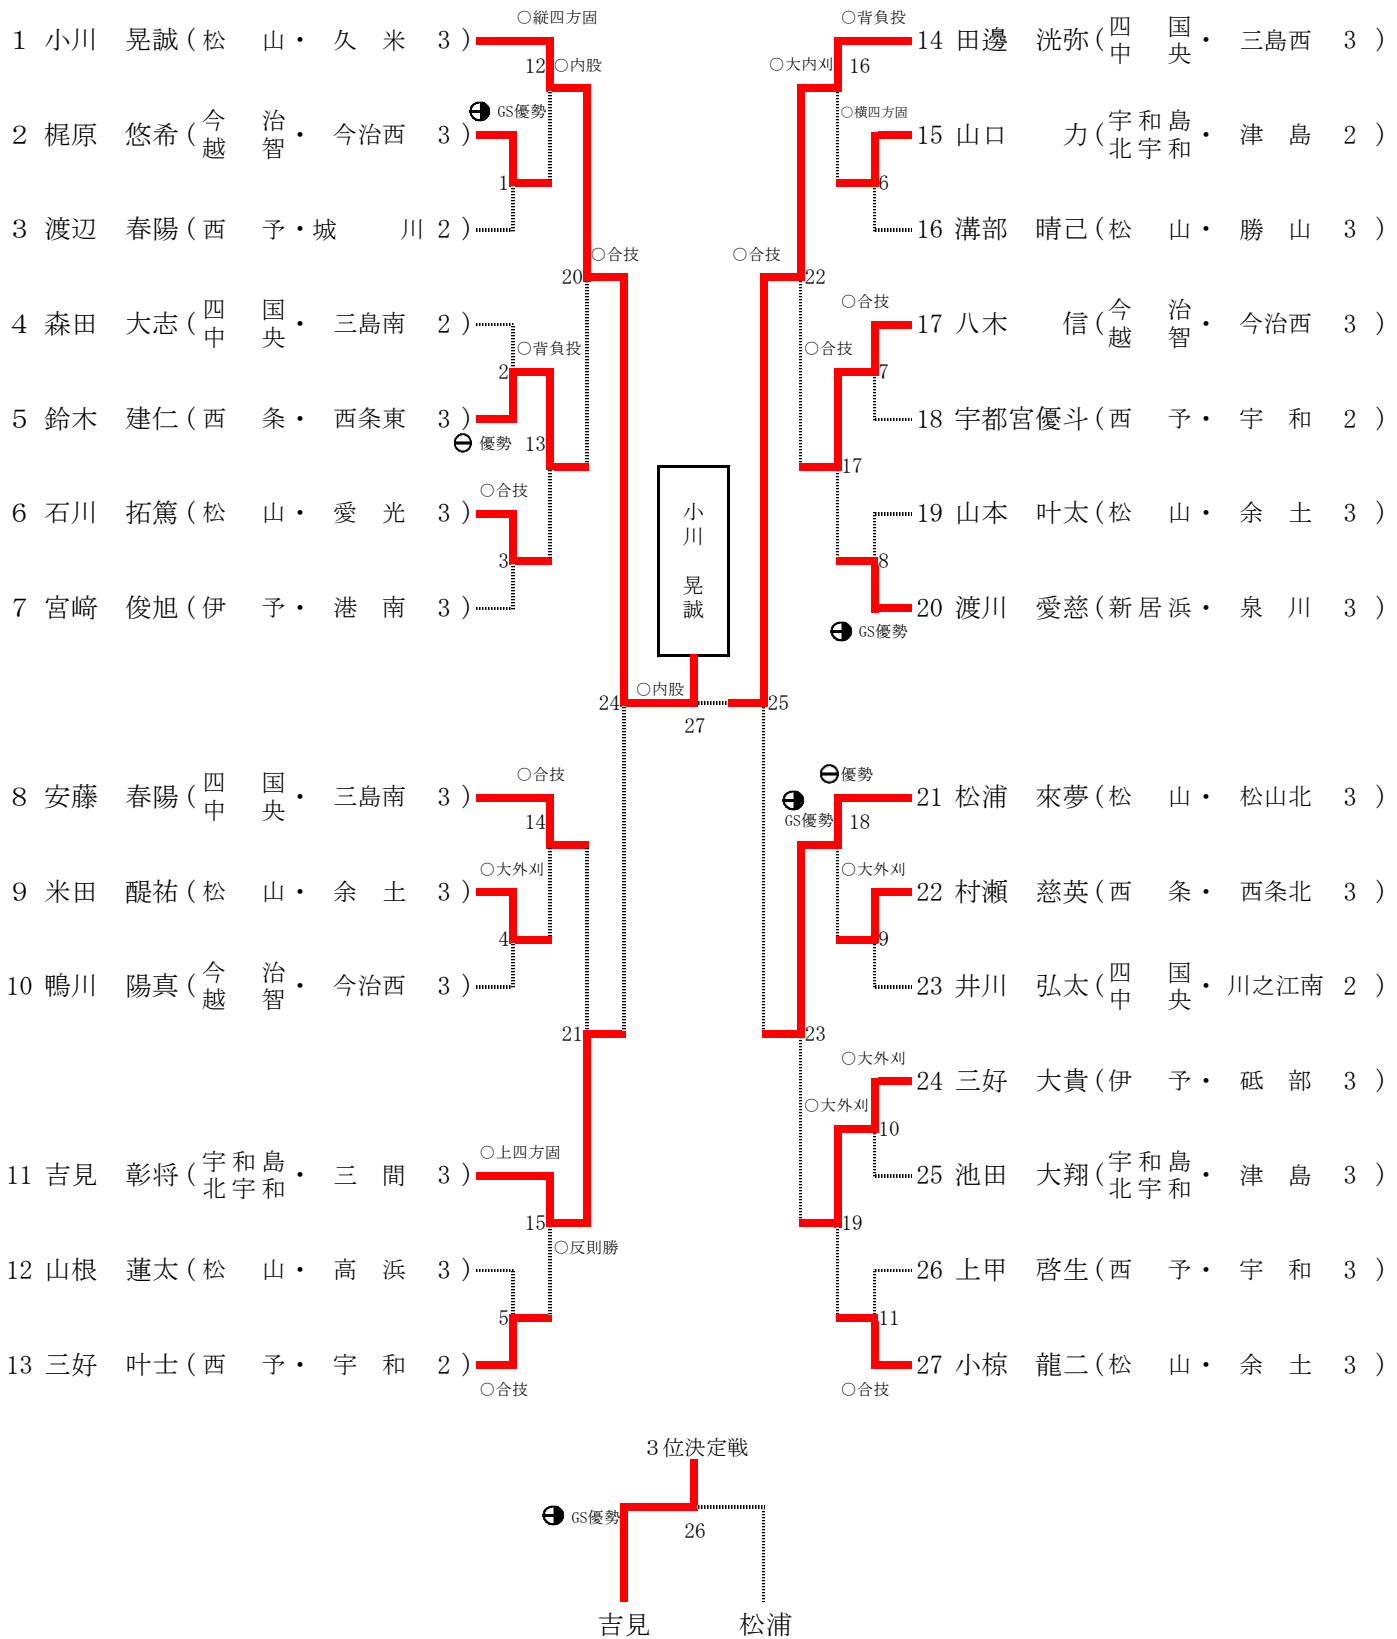 ○縦四方固
1 小川 晃誠(松 山・久 米 3)
12 ○内股
GS優勢
2 梶原 悠希(今 治 越 智・今治西 3)
1
3 渡辺 春陽(西 予・城 川 2)
○合技
20
4 森田 大志(四 国 中 央・三島南 2)
○背負投
2
5 鈴木 建仁(西 条・西条東 3)
優勢 13
○合技
6 石川 拓篤(松 山・愛 光 3)
3
7 宮﨑 俊旭(伊 予・港 南 3)
24
○内股
27
小川 晃誠
○合技
8 安藤 春陽(四 国 中 央・三島南 3)
14
○大外刈
9 米田 醍祐(松 山・余 土 3)
4
10 鴨川 陽真(今 治 越 智・今治西 3)
21
○上四方固
11 吉見 彰将(宇和島 北宇和・三 間 3)
15
○反則勝
12 山根 蓮太(松 山・高 浜 3)
5
13 三好 叶士(西 予・宇 和 2)
○合技
○背負投
14 田邊 洸弥(四 国 中 央・三島西 3)
○大内刈 16
○横四方固
15 山口 力(宇和島 北宇和・津 島 2)
6
16 溝部 晴己(松 山・勝 山 3)
○合技
22
○合技
17 八木 信(今 治 越 智・今治西 3)
○合技
7
18 宇都宮優斗(西 予・宇 和 2)
17
19 山本 叶太(松 山・余 土 3)
8
20 渡川 愛慈(新居浜・泉 川 3)
GS優勢
25
優勢
21 松浦 來夢(松 山・松山北 3)
GS優勢 18
○大外刈
22 村瀬 慈英(西 条・西条北 3)
9
23 井川 弘太(四 国 中 央・川之江南 2)
23
○大外刈
24 三好 大貴(伊 予・砥 部 3)
○大外刈
10
25 池田 大翔(宇和島 北宇和・津 島 3)
19
26 上甲 啓生(西 予・宇 和 3)
11
27 小椋 龍二(松 山・余 土 3)
○合技
３位決定戦
GS優勢
26
吉見 松浦